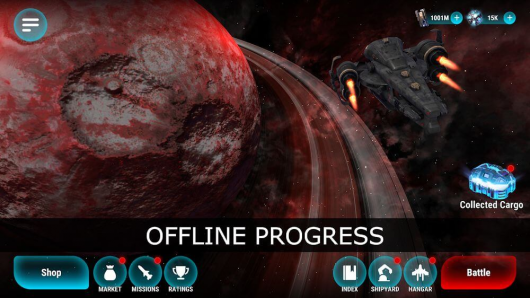 1001M + 15K +
Collected Cargo
OFFLINE PROGRESS
Shop MARKET MISSIONS RATINGS INDEX SHIPYARD HANGAR Battle